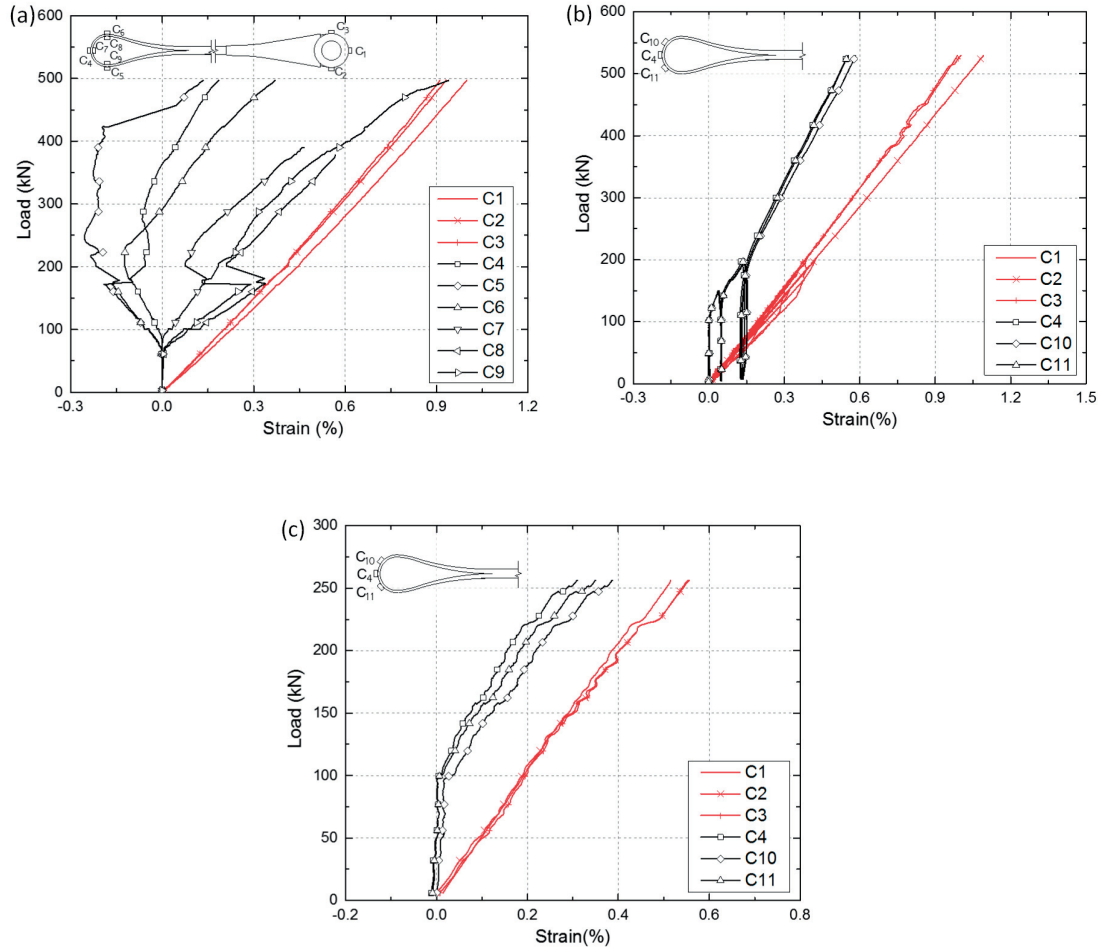 (a)
600
500
400
300
200
100
0
Load (kN)
-0.3
0.0
0.3
0.6
0.9
1.2
Strain (%)
C6
C8
C7
C4
C9
C5
C3
C1
C2
C1
C2
C3
C4
C5
C6
C7
C8
C9
(b)
600
500
400
300
200
100
0
Load (kN)
-0.3
0.0
0.3
0.6
0.9
1.2
1.5
Strain(%)
C10
C4
C11
C1
C2
C3
C4
C10
C11
(c)
300
250
200
150
100
50
0
Load (kN)
-0.2
0.0
0.2
0.4
0.6
0.8
Strain(%)
C10
C4
C11
C1
C2
C3
C4
C10
C11